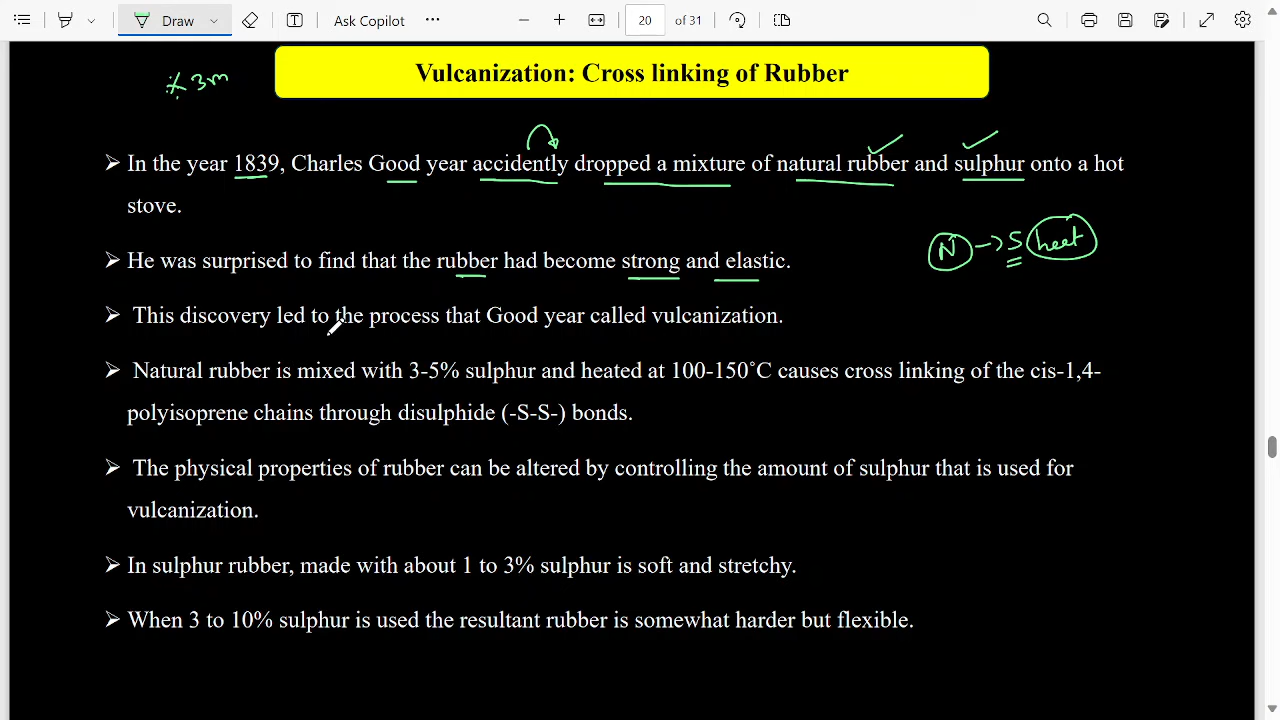 Draw
Ask Copilot
20 of 31
Vulcanization: Cross linking of Rubber
3m
➢ In the year 1839, Charles Good year accidently dropped a mixture of natural rubber and sulphur onto a hot
stove.
N → S heat
➢ He was surprised to find that the rubber had become strong and elastic.
➢ This discovery led to the process that Good year called vulcanization.
➢ Natural rubber is mixed with 3-5% sulphur and heated at 100-150˚C causes cross linking of the cis-1,4-
polyisoprene chains through disulphide (-S-S-) bonds.
➢ The physical properties of rubber can be altered by controlling the amount of sulphur that is used for
vulcanization.
➢ In sulphur rubber, made with about 1 to 3% sulphur is soft and stretchy.
➢ When 3 to 10% sulphur is used the resultant rubber is somewhat harder but flexible.